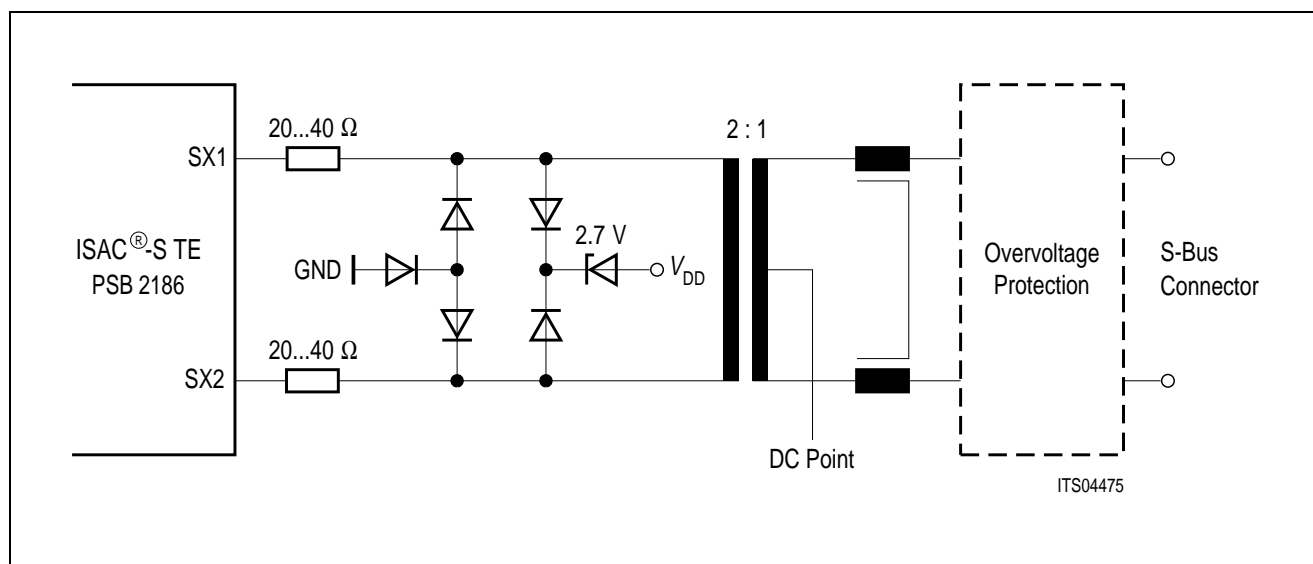 20...40 Ω
2 : 1
SX1
2.7 V
ISAC®-S TE
PSB 2186
GND
VDD
Overvoltage
Protection
S-Bus
Connector
20...40 Ω
SX2
DC Point
ITS04475